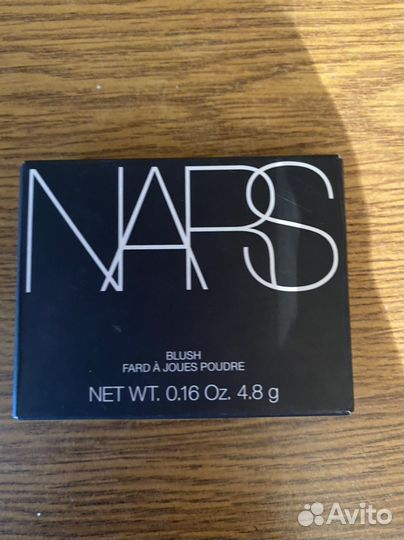 NARS
BLUSH
FARD À JOUES POUDRE
NET WT. 0.16 Oz. 4.8 g
Avito